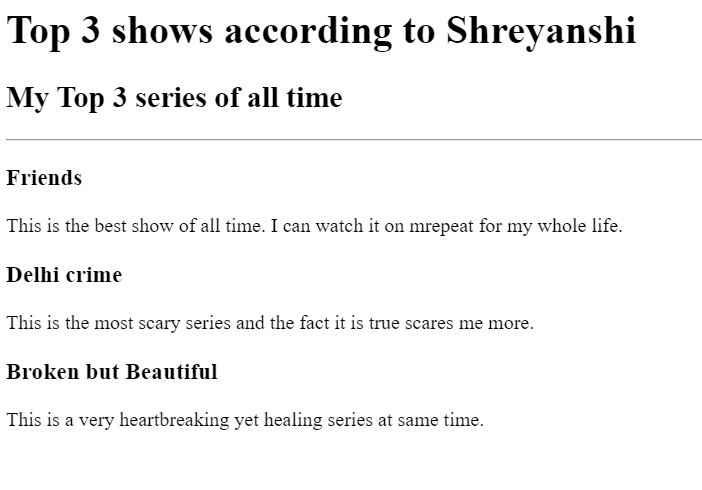 Top 3 shows according to Shreyanshi
My Top 3 series of all time
Friends
This is the best show of all time. I can watch it on mrepeat for my whole life.
Delhi crime
This is the most scary series and the fact it is true scares me more.
Broken but Beautiful
This is a very heartbreaking yet healing series at same time.